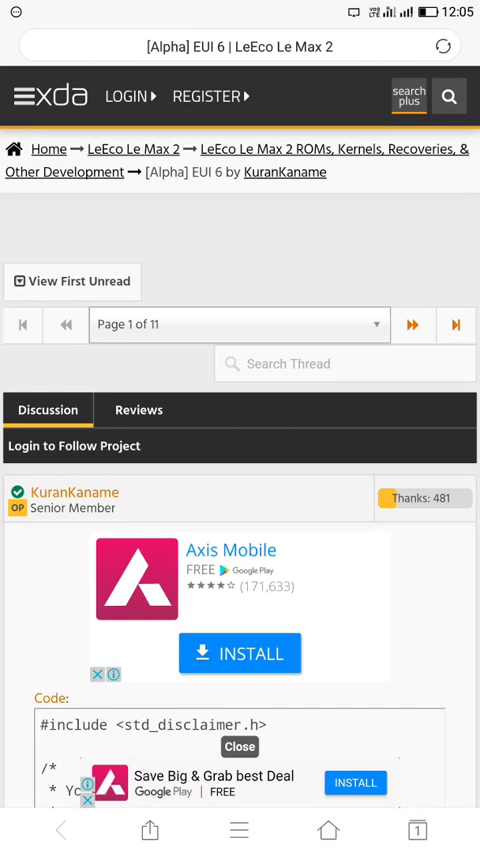 VoLTE 12:05
[Alpha] EUI 6 | LeEco Le Max 2
xda LOGIN REGISTER search plus
Home → LeEco Le Max 2 → LeEco Le Max 2 ROMs, Kernels, Recoveries, &
Other Development → [Alpha] EUI 6 by KuranKaname
View First Unread
Page 1 of 11
Search Thread
Discussion Reviews
Login to Follow Project
KuranKaname Thanks: 481
OP Senior Member
Axis Mobile
FREE Google Play
(171,633)
INSTALL
Code:
#include <std_disclaimer.h>
Close
/*
Save Big & Grab best Deal INSTALL
* Yo
Google Play | FREE
1